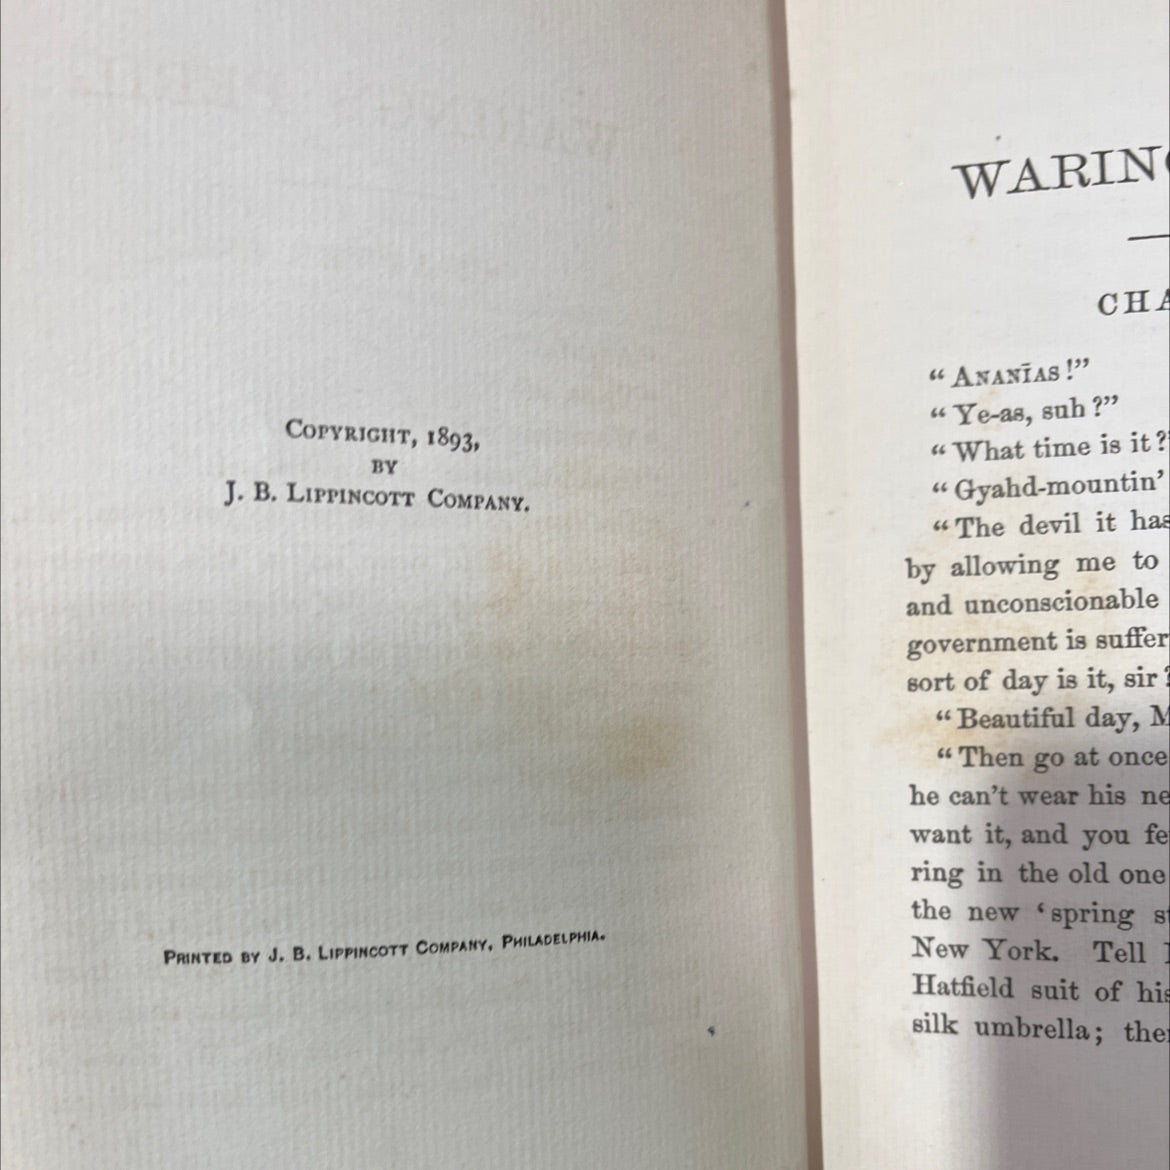 COPYRIGHT, 1893,
BY
J. B. LIPPINCOTT COMPANY.
PRINTED BY J. B. LIPPINCOTT COMPANY, PHILADELPHIA.
WARING
CHA
“ANANĪAS!”
“Ye-as, suh?”
“What time is it?”
“Gyahd-mountin’
“The devil it has
by allowing me to
and unconscionable
government is suffer
sort of day is it, sir?
“Beautiful day, M
“Then go at once
he can’t wear his ne
want it, and you fe
ring in the old one
the new ‘spring st
New York. Tell
Hatfield suit of his
silk umbrella; the